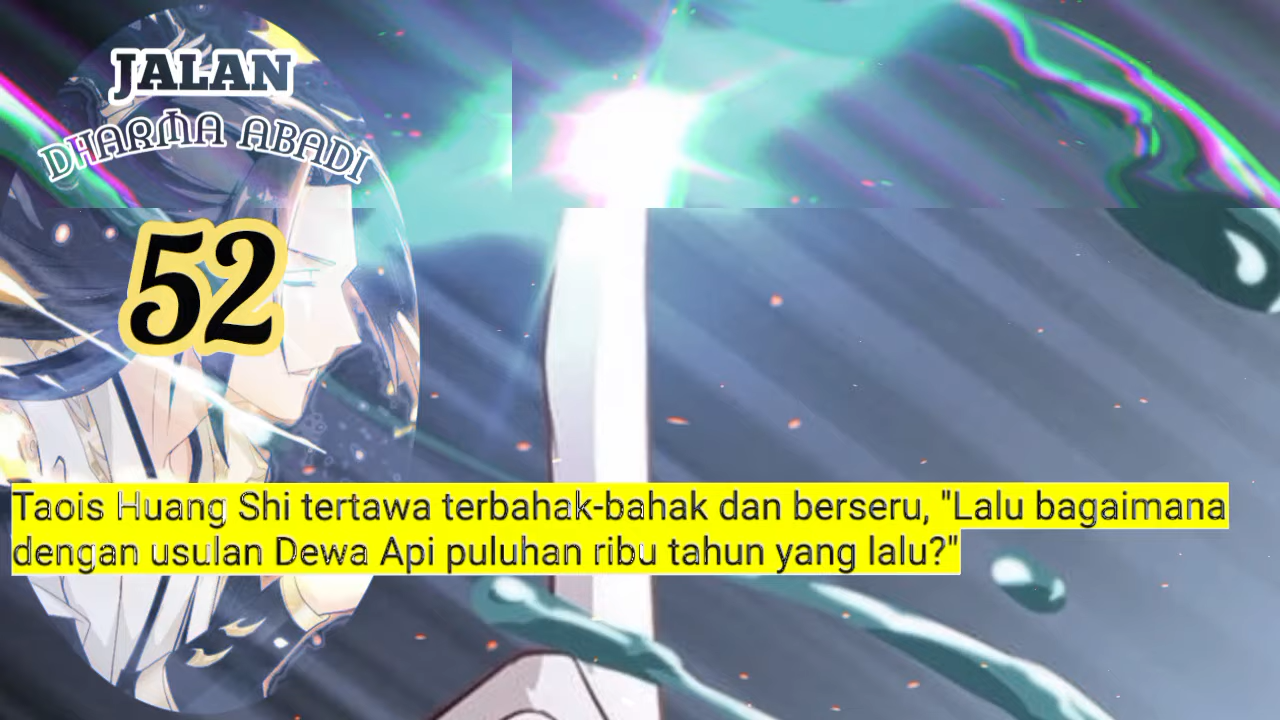 JALAN
DHARMA ABADI
52
Taois Huang Shi tertawa terbahak-bahak dan berseru, "Lalu bagaimana
dengan usulan Dewa Api puluhan ribu tahun yang lalu?"